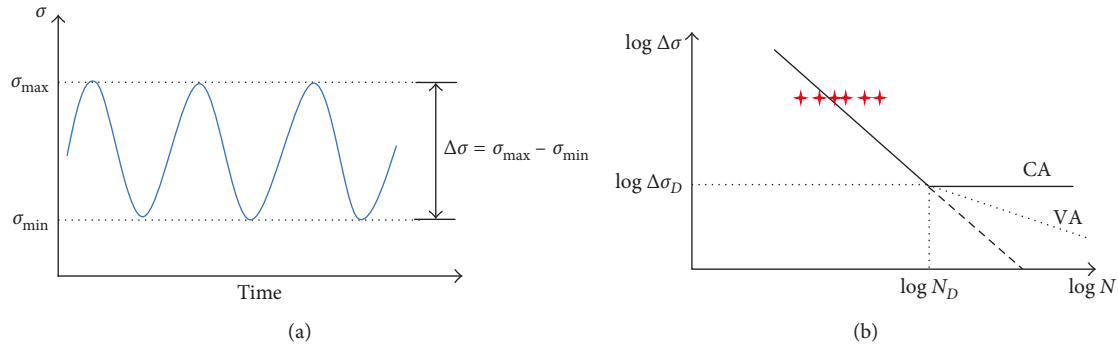 σ
σmax
σmin
Δσ = σmax − σmin
Time
(a)
log Δσ
log ΔσD
CA
VA
log ND
log N
(b)